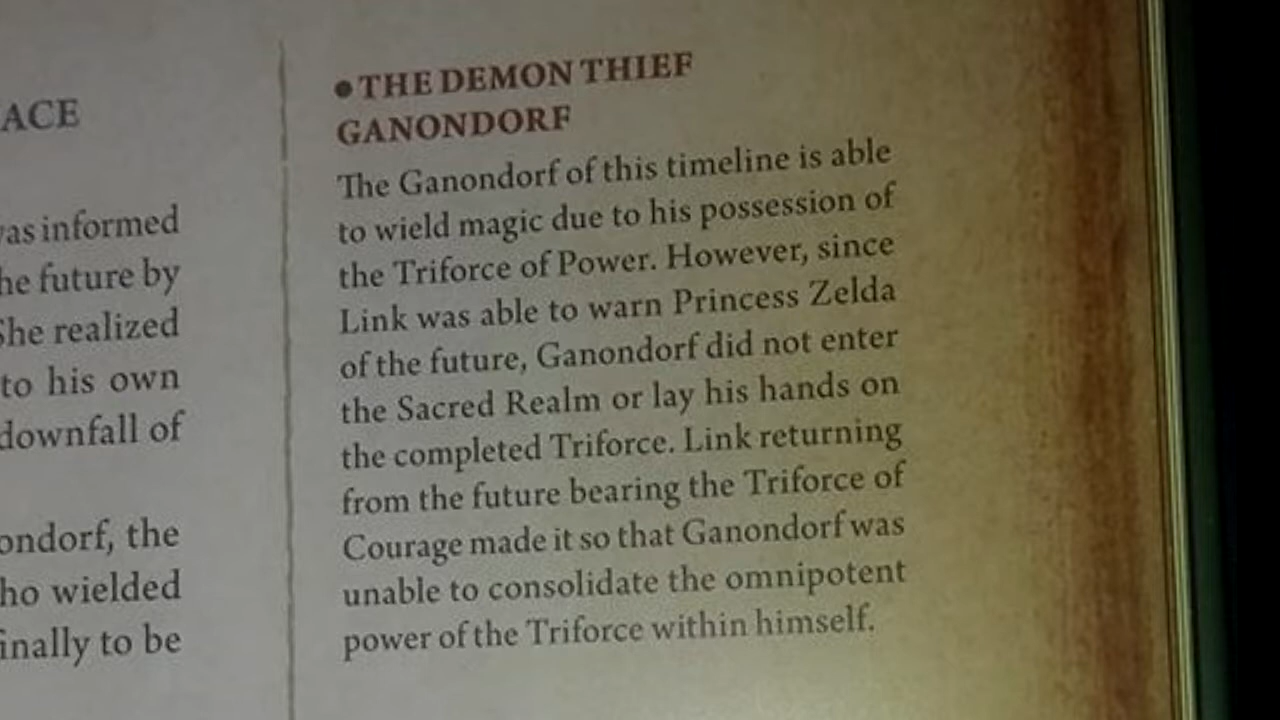 ACE
was informed
he future by
She realized
to his own
downfall of
ondorf, the
ho wielded
inally to be
●THE DEMON THIEF
GANONDORF
The Ganondorf of this timeline is able
to wield magic due to his possession of
the Triforce of Power. However, since
Link was able to warn Princess Zelda
of the future, Ganondorf did not enter
the Sacred Realm or lay his hands on
the completed Triforce. Link returning
from the future bearing the Triforce of
Courage made it so that Ganondorf was
unable to consolidate the omnipotent
power of the Triforce within himself.